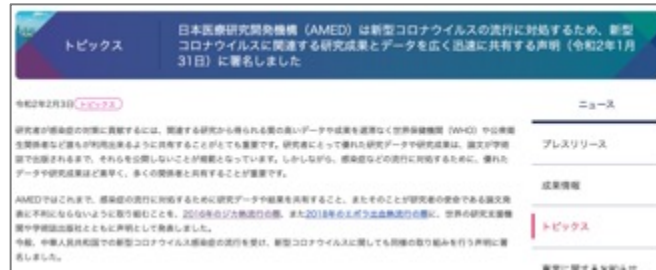 トピックス
日本医療研究開発機構（AMED）は新型コロナウイルスの流行に対処するため、新型
コロナウイルスに関連する研究成果とデータを広く迅速に共有する声明（令和2年1月
31日）に署名しました
令和2年2月3日 トピックス
研究者が感染症の対策に貢献するには、関連する研究から得られる質の高いデータや成果を遅滞なく世界保健機関（WHO）や公衆衛
生関係者など誰もが利用出来るように共有することがとても重要です。研究者にとって優れた研究データや研究成果は、論文が学術
誌で出版されるまで、それらを公開しないことが前提となっています。しかしながら、感染症などの流行に対処するために、優れた
データや研究成果ほど素早く、多くの関係者と共有することが重要です。
AMEDではこれまで、感染症の流行に対処するために研究データや結果を共有すること、またそのことが研究者の使命である論文発
表に不利にならないように取り組むことを、2016年のジカ熱流行の際、また2018年のエボラ出血熱流行の際に、世界の研究支援機
関や学術誌出版社とともに声明として発表しました。
今般、中華人民共和国での新型コロナウイルス感染症の流行を受け、新型コロナウイルスに関しても同様の取り組みを行う声明に署
名しました。
ニュース
プレスリリース
成果情報
トピックス